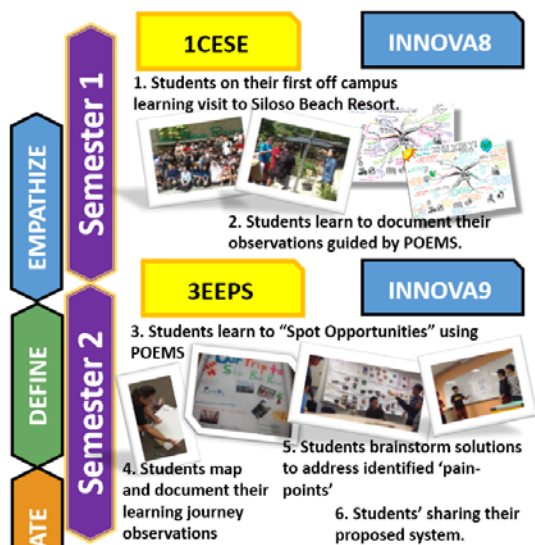 1CESE
INNOVA8
Semester 1
EMPATHIZE
1. Students on their first off campus
learning visit to Siloso Beach Resort.
2. Students learn to document their
observations guided by POEMS.
3EEPS
INNOVA9
Semester 2
DEFINE
3. Students learn to “Spot Opportunities” using
POEMS
Our Trip to
4. Students map
and document their
learning journey
observations
5. Students brainstorm solutions
to address identified ‘pain-
points’
6. Students’ sharing their
proposed system.
ATE